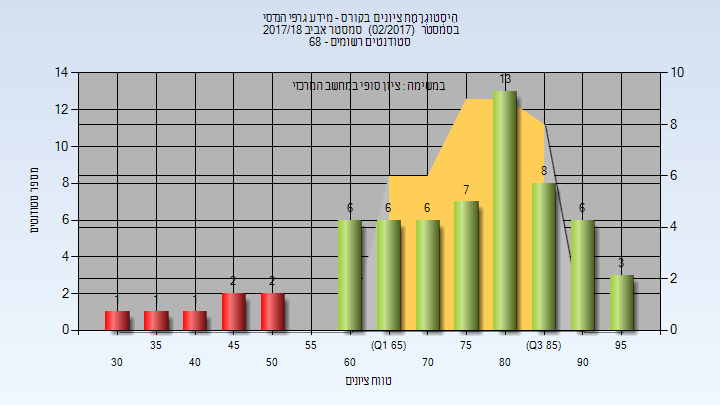 היסטוגרמת ציונים בקורס - מידע גרפי הנדסי
בסמסטר (02/2017) סמסטר אביב 2017/18
סטודנטים רשומים - 68
במשימה : ציון סופי במחשב המרכזי
מספר סטודנטים
14 12 10 8 6 4 2 0
10 8 6 4 2 0
1 1 1 2 2 6 6 6 7 13 8 6 3
35 45 55 (Q1 65) 75 (Q3 85) 95
30 40 50 60 70 80 90
טווח ציונים